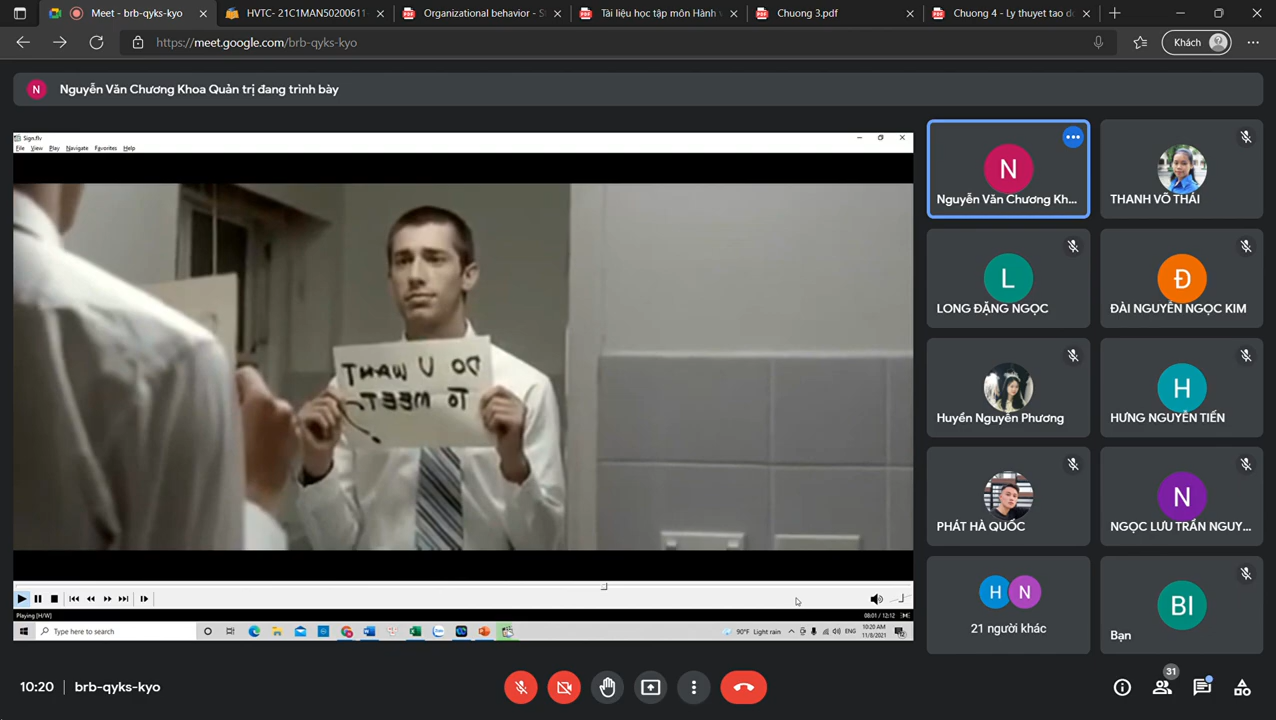 Meet - brb-qyks-kyo
HVTC- 21C1MAN50200611
Organizational behavior - S
Tài liệu học tập môn Hành v
Chuong 3.pdf
Chuong 4 - Ly thuyet tao d
https://meet.google.com/brb-qyks-kyo
Khách
N
Nguyễn Văn Chương Khoa Quản trị đang trình bày
Sign.flv
File View Play Navigate Favorites Help
DO U WANT
TO MEET
N
Nguyễn Văn Chương Kh...
THANH VÕ THÁI
L
LONG ĐẶNG NGỌC
Đ
ĐÀI NGUYỄN NGỌC KIM
Huyền Nguyễn Phương
H
HƯNG NGUYỄN TIẾN
PHÁT HÀ QUỐC
N
NGỌC LƯU TRẦN NGUY...
H N
21 người khác
BI
Bạn
Playing [H/W]
08:01 / 12:12
Type here to search
90°F Light rain
ENG
10:20 AM
11/8/2021
10:20 brb-qyks-kyo
31